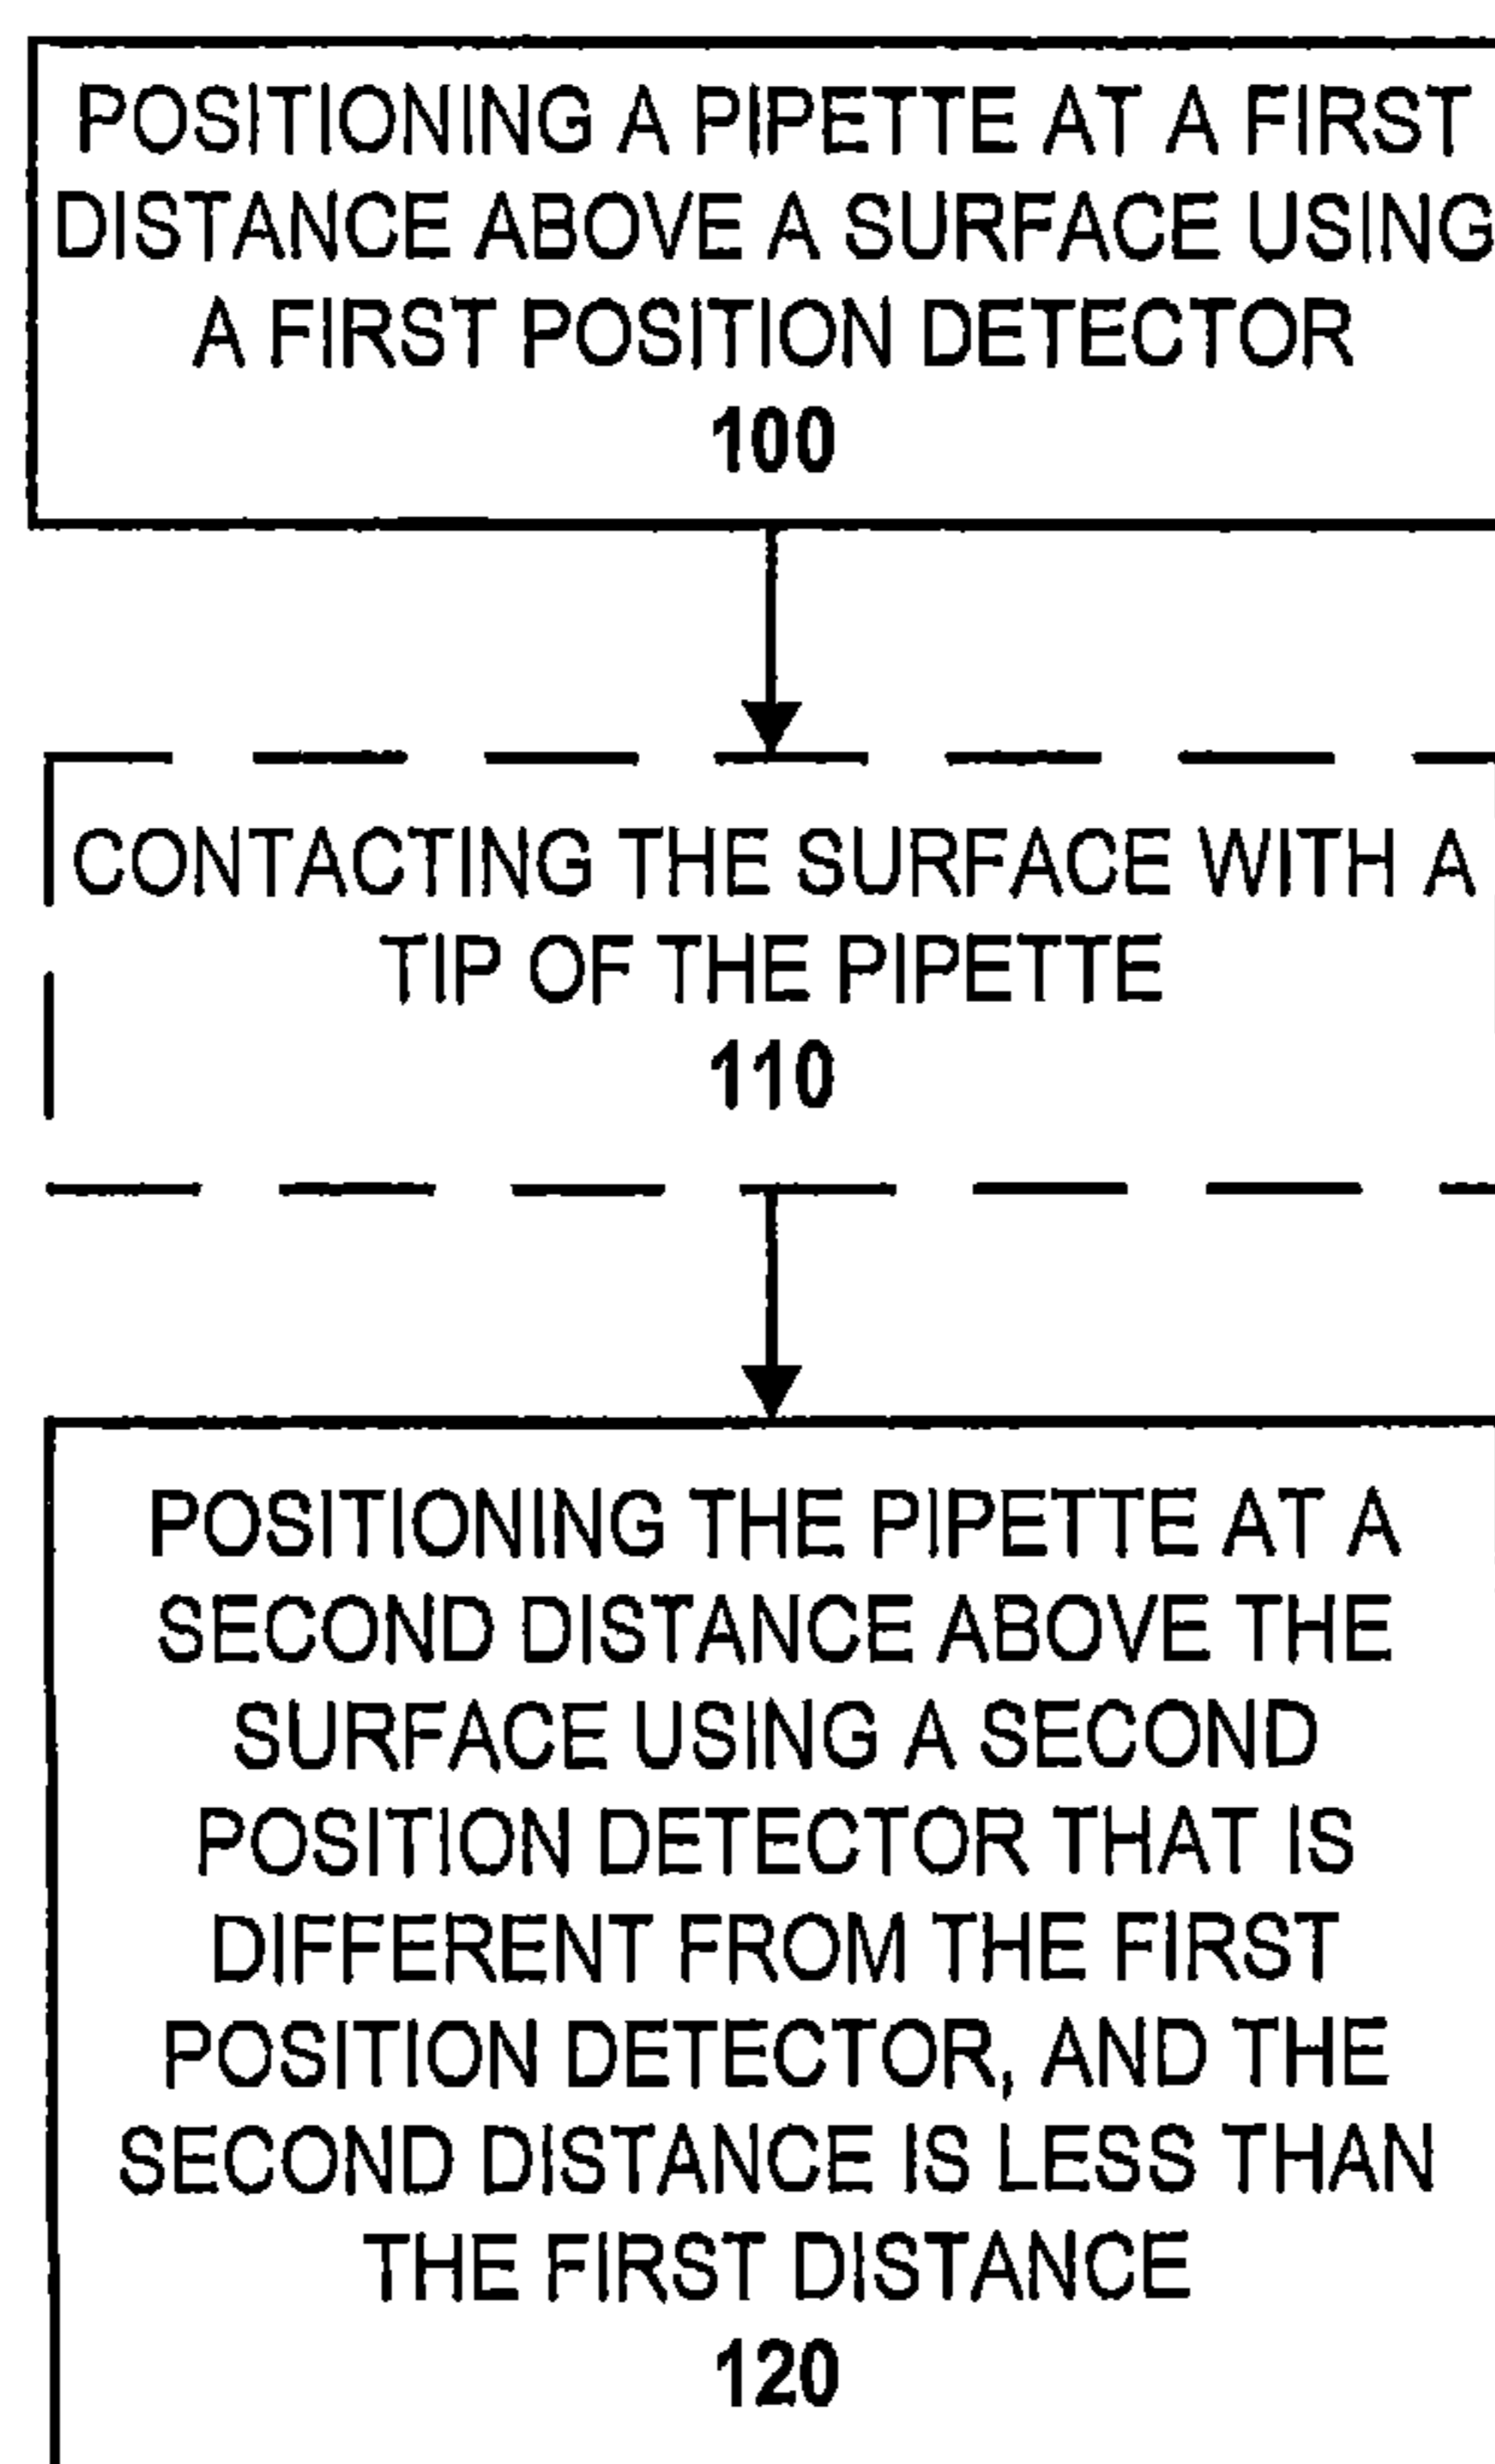 POSITIONING A PIPETTE AT A FIRST
DISTANCE ABOVE A SURFACE USING
A FIRST POSITION DETECTOR
100
CONTACTING THE SURFACE WITH A
TIP OF THE PIPETTE
110
POSITIONING THE PIPETTE AT A
SECOND DISTANCE ABOVE THE
SURFACE USING A SECOND
POSITION DETECTOR THAT IS
DIFFERENT FROM THE FIRST
POSITION DETECTOR, AND THE
SECOND DISTANCE IS LESS THAN
THE FIRST DISTANCE
120